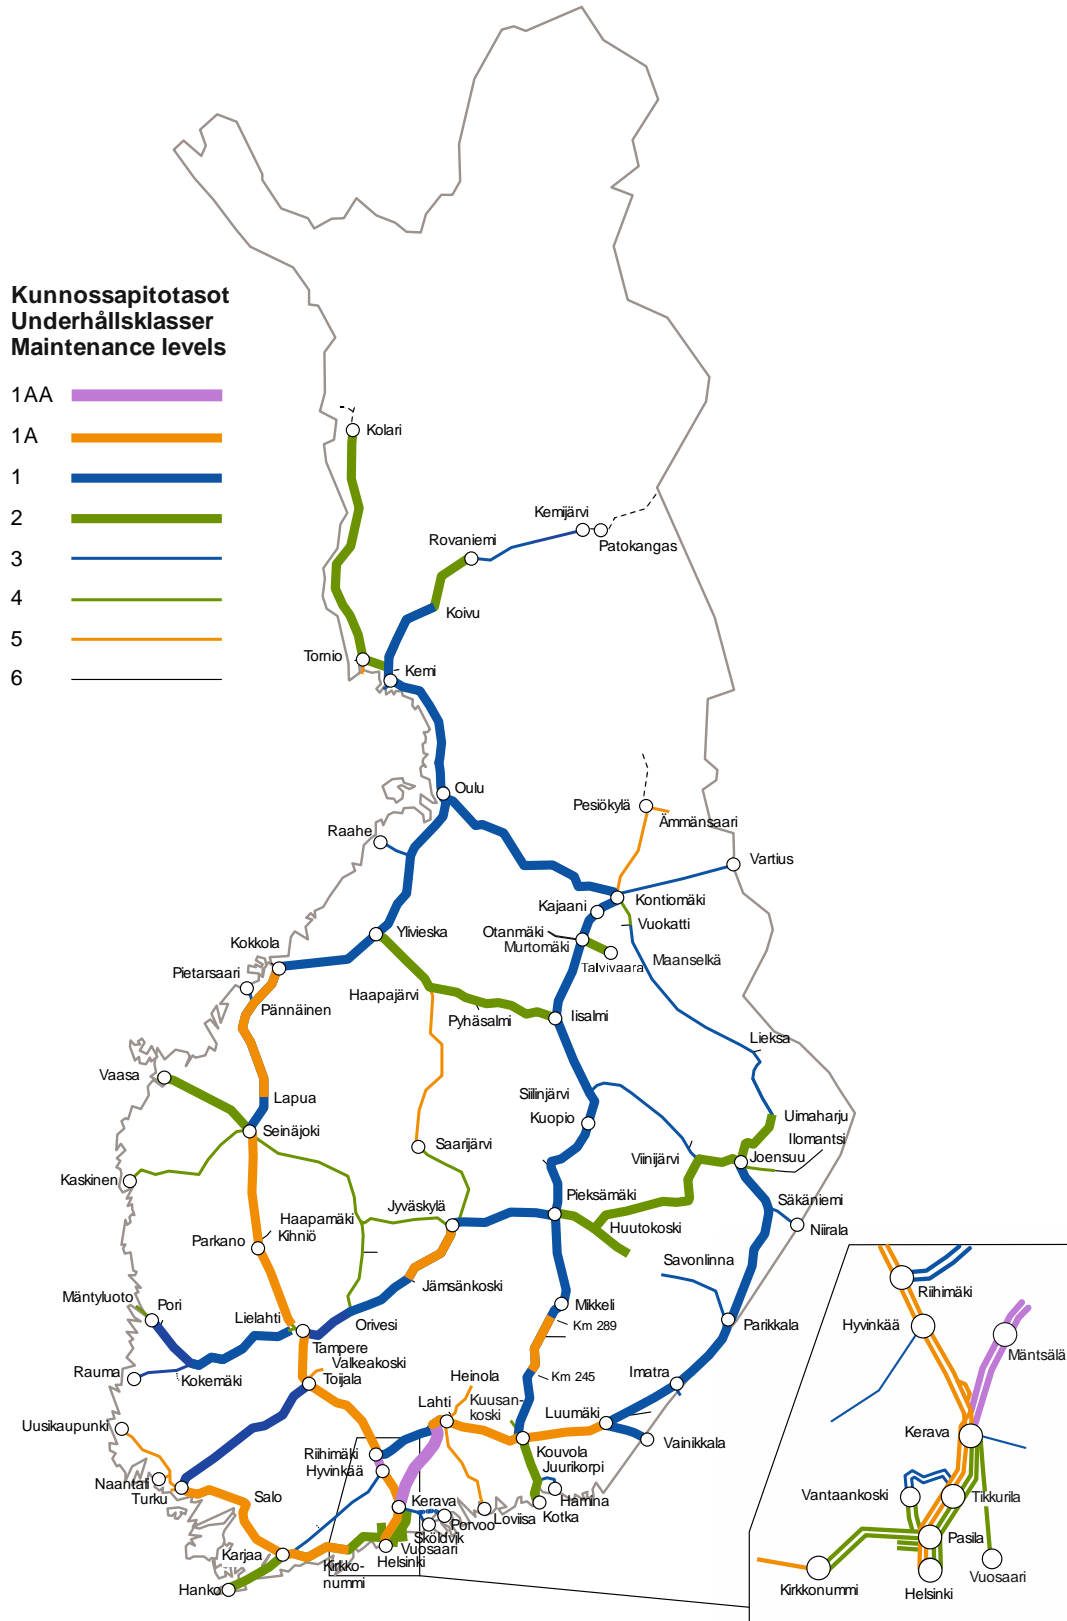 Kunnossapitotasot
Underhållsklasser
Maintenance levels
1AA
1A
1
2
3
4
5
6
Kolari
Kemijärvi
Rovaniemi
Patokangas
Koivu
Tornio
Kemi
Oulu
Pesiökylä
Ämmänsaari
Raahe
Vartius
Kontiomäki
Kajaani
Vuokatti
Otanmäki
Murtomäki
Ylivieska
Kokkola
Talvivaara
Maanselkä
Pietarsaari
Haapajärvi
Pännäinen
Pyhäsalmi
Iisalmi
Lieksa
Vaasa
Lapua
Siilinjärvi
Kuopio
Uimaharju
Seinäjoki
Ilomantsi
Saarijärvi
Viinijärvi
Joensuu
Kaskinen
Jyväskylä
Pieksämäki
Säkäniemi
Haapamäki
Huutokoski
Niirala
Kihniö
Parkano
Savonlinna
Jämsänkoski
Mäntyluoto
Pori
Mikkeli
Lielahti
Orivesi
Km 289
Parikkala
Tampere
Valkeakoski
Rauma
Kokemäki
Toijala
Heinola
Km 245
Imatra
Kuusan-
koski
Lahti
Luumäki
Uusikaupunki
Vainikkala
Riihimäki
Kouvola
Hyvinkää
Juurikorpi
Naantali
Turku
Hamina
Salo
Kerava
Loviisa
Kotka
Porvoo
Sköldvik
Vuosaari
Karjaa
Helsinki
Kirkko-
nummi
Hanko
Riihimäki
Hyvinkää
Mäntsälä
Kerava
Vantaankoski
Tikkurila
Pasila
Vuosaari
Kirkkonummi
Helsinki